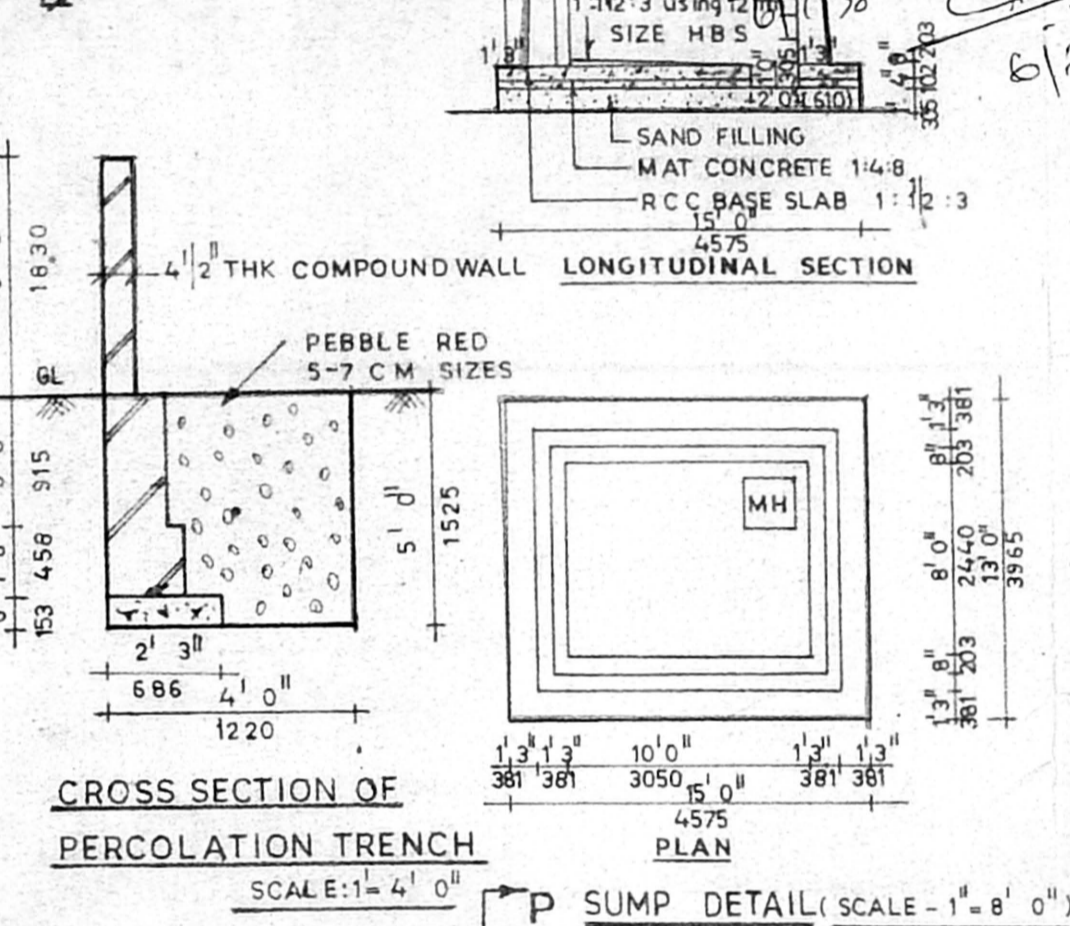 SIZE HBS
1' 3"
1' 3"
1' 0"
305
2' 0" (610)
203
102
305
SAND FILLING
MAT CONCRETE 1:4:8
RCC BASE SLAB 1:1½:3
15' 0"
4575
LONGITUDINAL SECTION
1830
4½" THK COMPOUND WALL
PEBBLE RED
5-7 CM SIZES
GL
915
458
153
5' 0"
1525
2' 3"
686
4' 0"
1220
CROSS SECTION OF
PERCOLATION TRENCH
SCALE:1'= 4' 0"
MH
1' 3"
381
8"
203
8' 0"
2440
13' 0"
3965
8"
203
1' 3"
381
1' 3" 1' 3" 10' 0" 1' 3" 1' 3"
381 381 3050 381 381
15' 0"
4575
PLAN
P
SUMP DETAIL (SCALE - 1"= 8' 0")